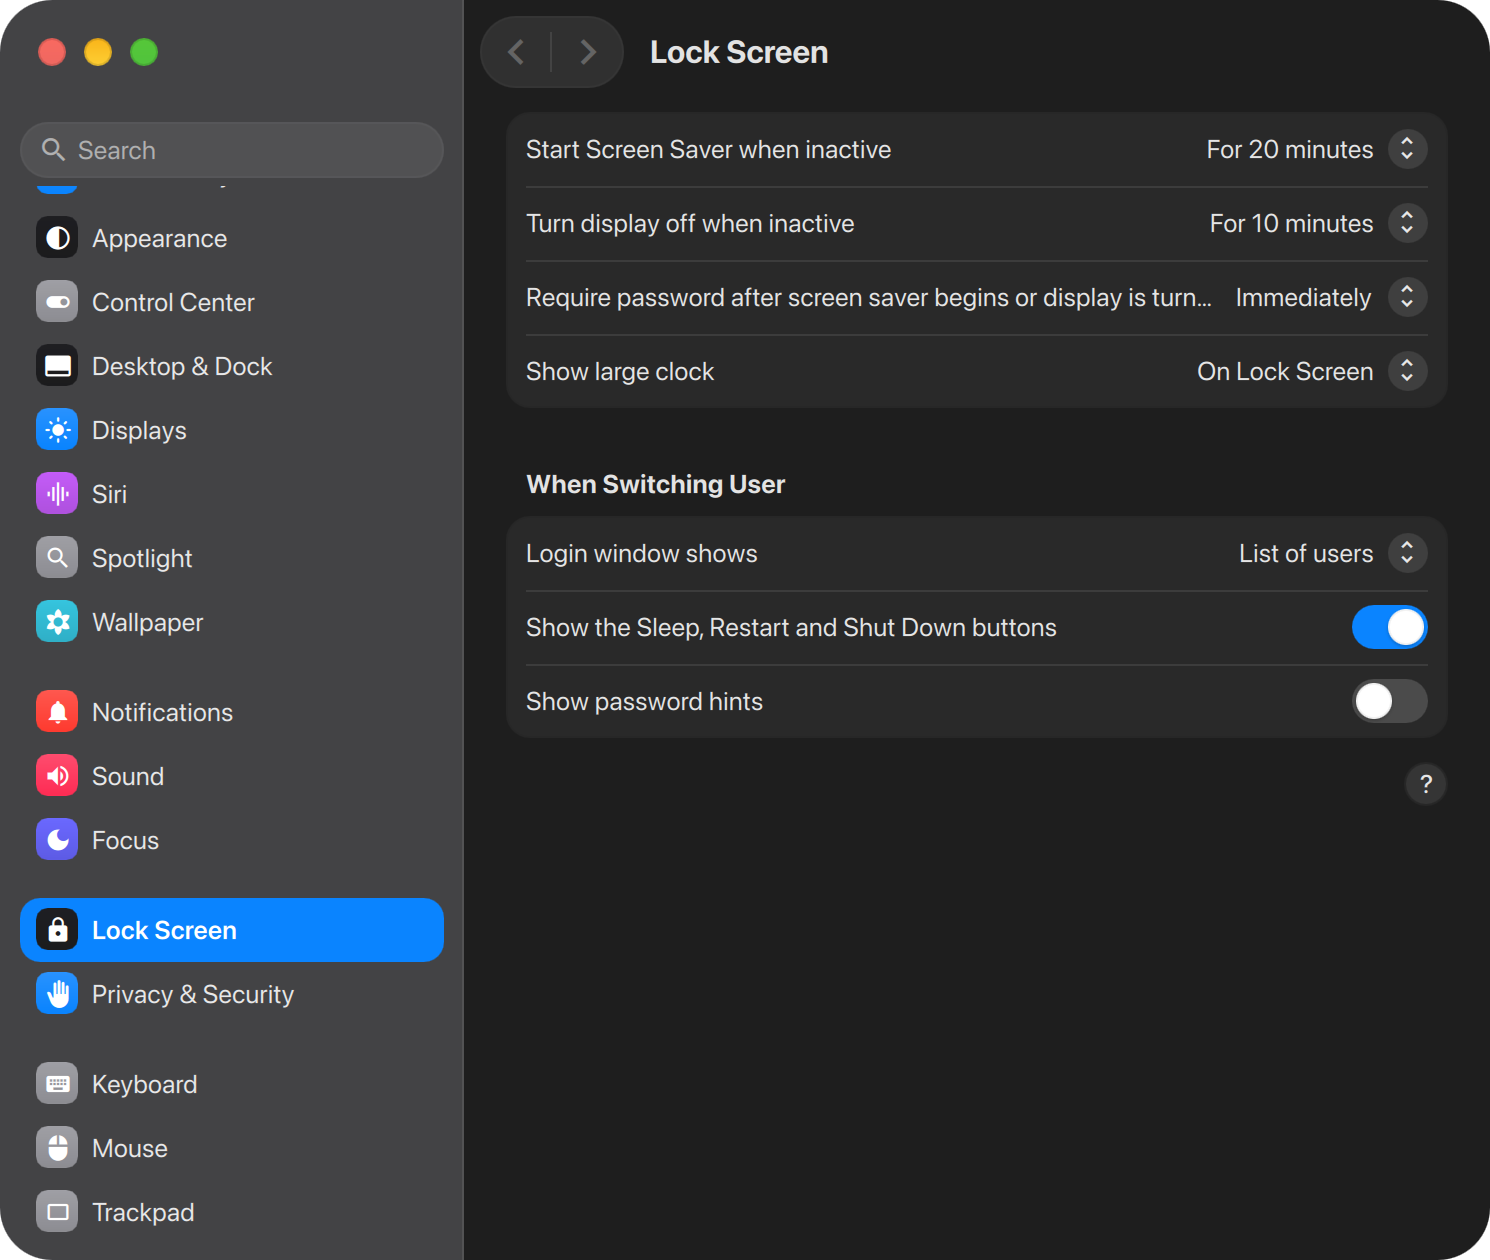 Lock Screen
Search
Appearance
Control Center
Desktop & Dock
Displays
Siri
Spotlight
Wallpaper
Notifications
Sound
Focus
Lock Screen
Privacy & Security
Keyboard
Mouse
Trackpad
Start Screen Saver when inactive For 20 minutes
Turn display off when inactive For 10 minutes
Require password after screen saver begins or display is turn... Immediately
Show large clock On Lock Screen
When Switching User
Login window shows List of users
Show the Sleep, Restart and Shut Down buttons
Show password hints
?